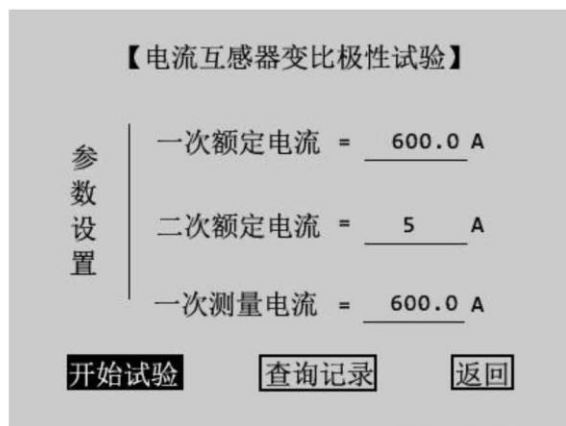 【电流互感器变比极性试验】
参数设置
一次额定电流 = 600.0 A
二次额定电流 = 5 A
一次测量电流 = 600.0 A
开始试验 查询记录 返回